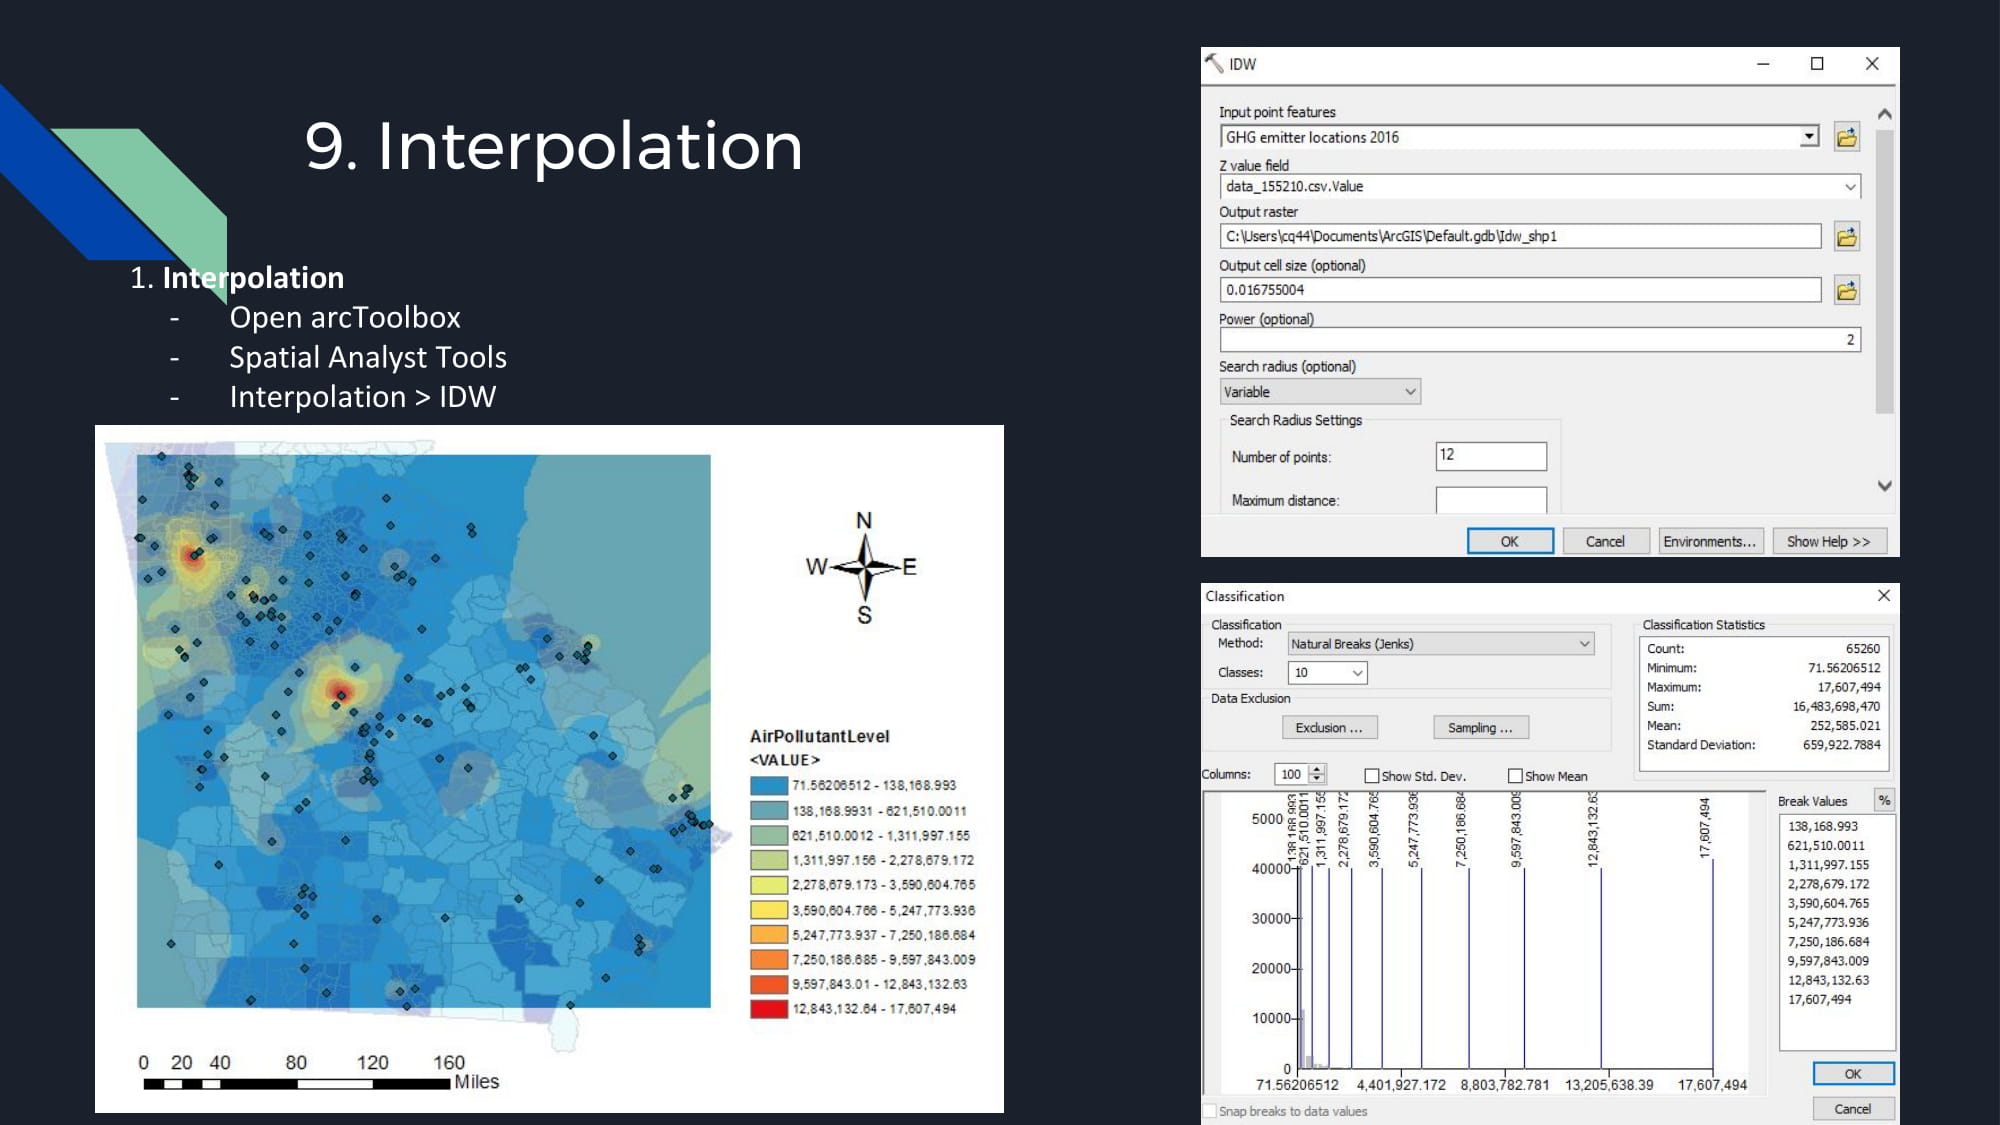 9. Interpolation
1. Interpolation
- Open arcToolbox
- Spatial Analyst Tools
- Interpolation > IDW
N
W E
S
AirPollutantLevel
<VALUE>
71.56206512 - 138,168.993
138,168.9931 - 621,510.0011
621,510.0012 - 1,311,997.155
1,311,997.156 - 2,278,679.172
2,278,679.173 - 3,590,604.765
3,590,604.766 - 5,247,773.936
5,247,773.937 - 7,250,186.684
7,250,186.685 - 9,597,843.009
9,597,843.01 - 12,843,132.63
12,843,132.64 - 17,607,494
0 20 40 80 120 160
Miles
IDW
Input point features
GHG emitter locations 2016
Z value field
data_155210.csv.Value
Output raster
C:\Users\cq44\Documents\ArcGIS\Default.gdb\Idw_shp1
Output cell size (optional)
0.016755004
Power (optional)
2
Search radius (optional)
Variable
Search Radius Settings
Number of points: 12
Maximum distance:
OK Cancel Environments... Show Help >>
Classification
Classification
Method: Natural Breaks (Jenks)
Classes: 10
Data Exclusion
Exclusion ... Sampling ...
Classification Statistics
Count: 65260
Minimum: 71.56206512
Maximum: 17,607,494
Sum: 16,483,698,470
Mean: 252,585.021
Standard Deviation: 659,922.7884
Columns: 100 Show Std. Dev. Show Mean
Break Values %
138,168.993
621,510.0011
1,311,997.155
2,278,679.172
3,590,604.765
5,247,773.936
7,250,186.684
9,597,843.009
12,843,132.63
17,607,494
138,168.993
621,510.0011
1,311,997.155
2,278,679.172
3,590,604.765
5,247,773.936
7,250,186.684
9,597,843.009
12,843,132.63
17,607,494
5000
40000
30000
20000
10000
0
71.56206512 4,401,927.172 8,803,782.781 13,205,638.39 17,607,494
Snap breaks to data values
OK
Cancel